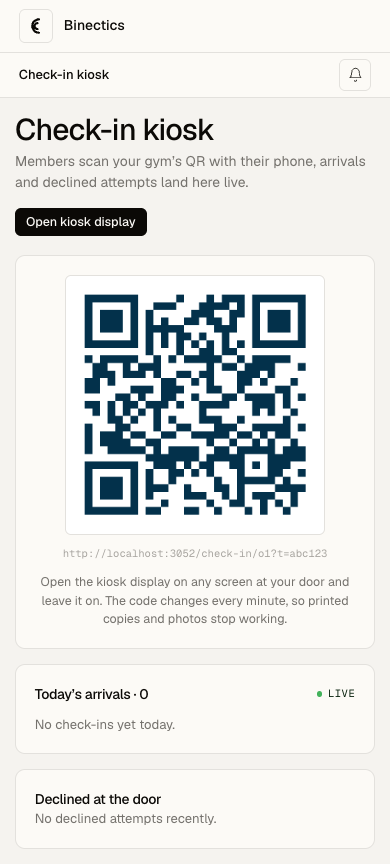 Binectics
Check-in kiosk
Check-in kiosk
Members scan your gym's QR with their phone, arrivals
and declined attempts land here live.
Open kiosk display
http://localhost:3052/check-in/o1?t=abc123
Open the kiosk display on any screen at your door and
leave it on. The code changes every minute, so printed
copies and photos stop working.
Today's arrivals · 0
LIVE
No check-ins yet today.
Declined at the door
No declined attempts recently.